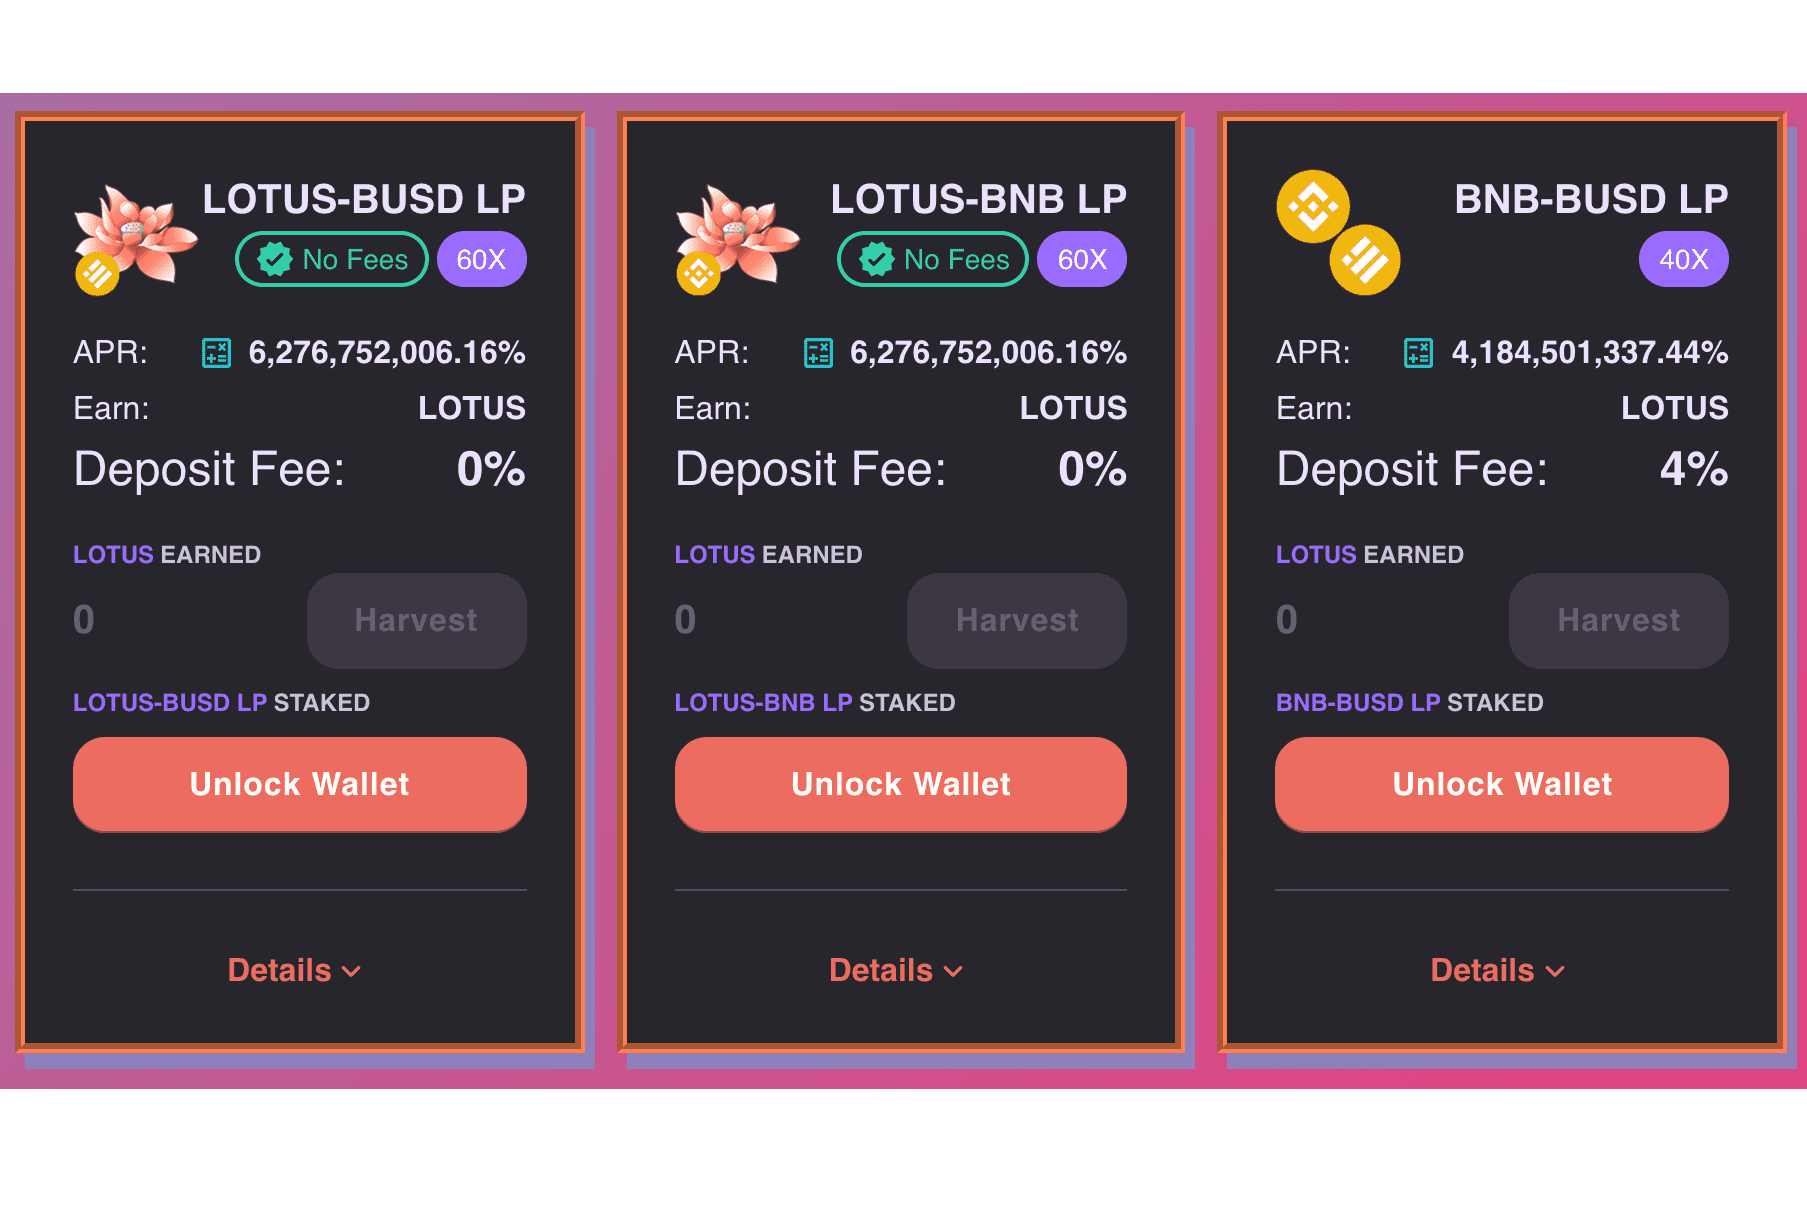 LOTUS-BUSD LP
No Fees 60X
APR: 6,276,752,006.16%
Earn: LOTUS
Deposit Fee: 0%
LOTUS EARNED
0 Harvest
LOTUS-BUSD LP STAKED
Unlock Wallet
Details
LOTUS-BNB LP
No Fees 60X
APR: 6,276,752,006.16%
Earn: LOTUS
Deposit Fee: 0%
LOTUS EARNED
0 Harvest
LOTUS-BNB LP STAKED
Unlock Wallet
Details
BNB-BUSD LP
40X
APR: 4,184,501,337.44%
Earn: LOTUS
Deposit Fee: 4%
LOTUS EARNED
0 Harvest
BNB-BUSD LP STAKED
Unlock Wallet
Details